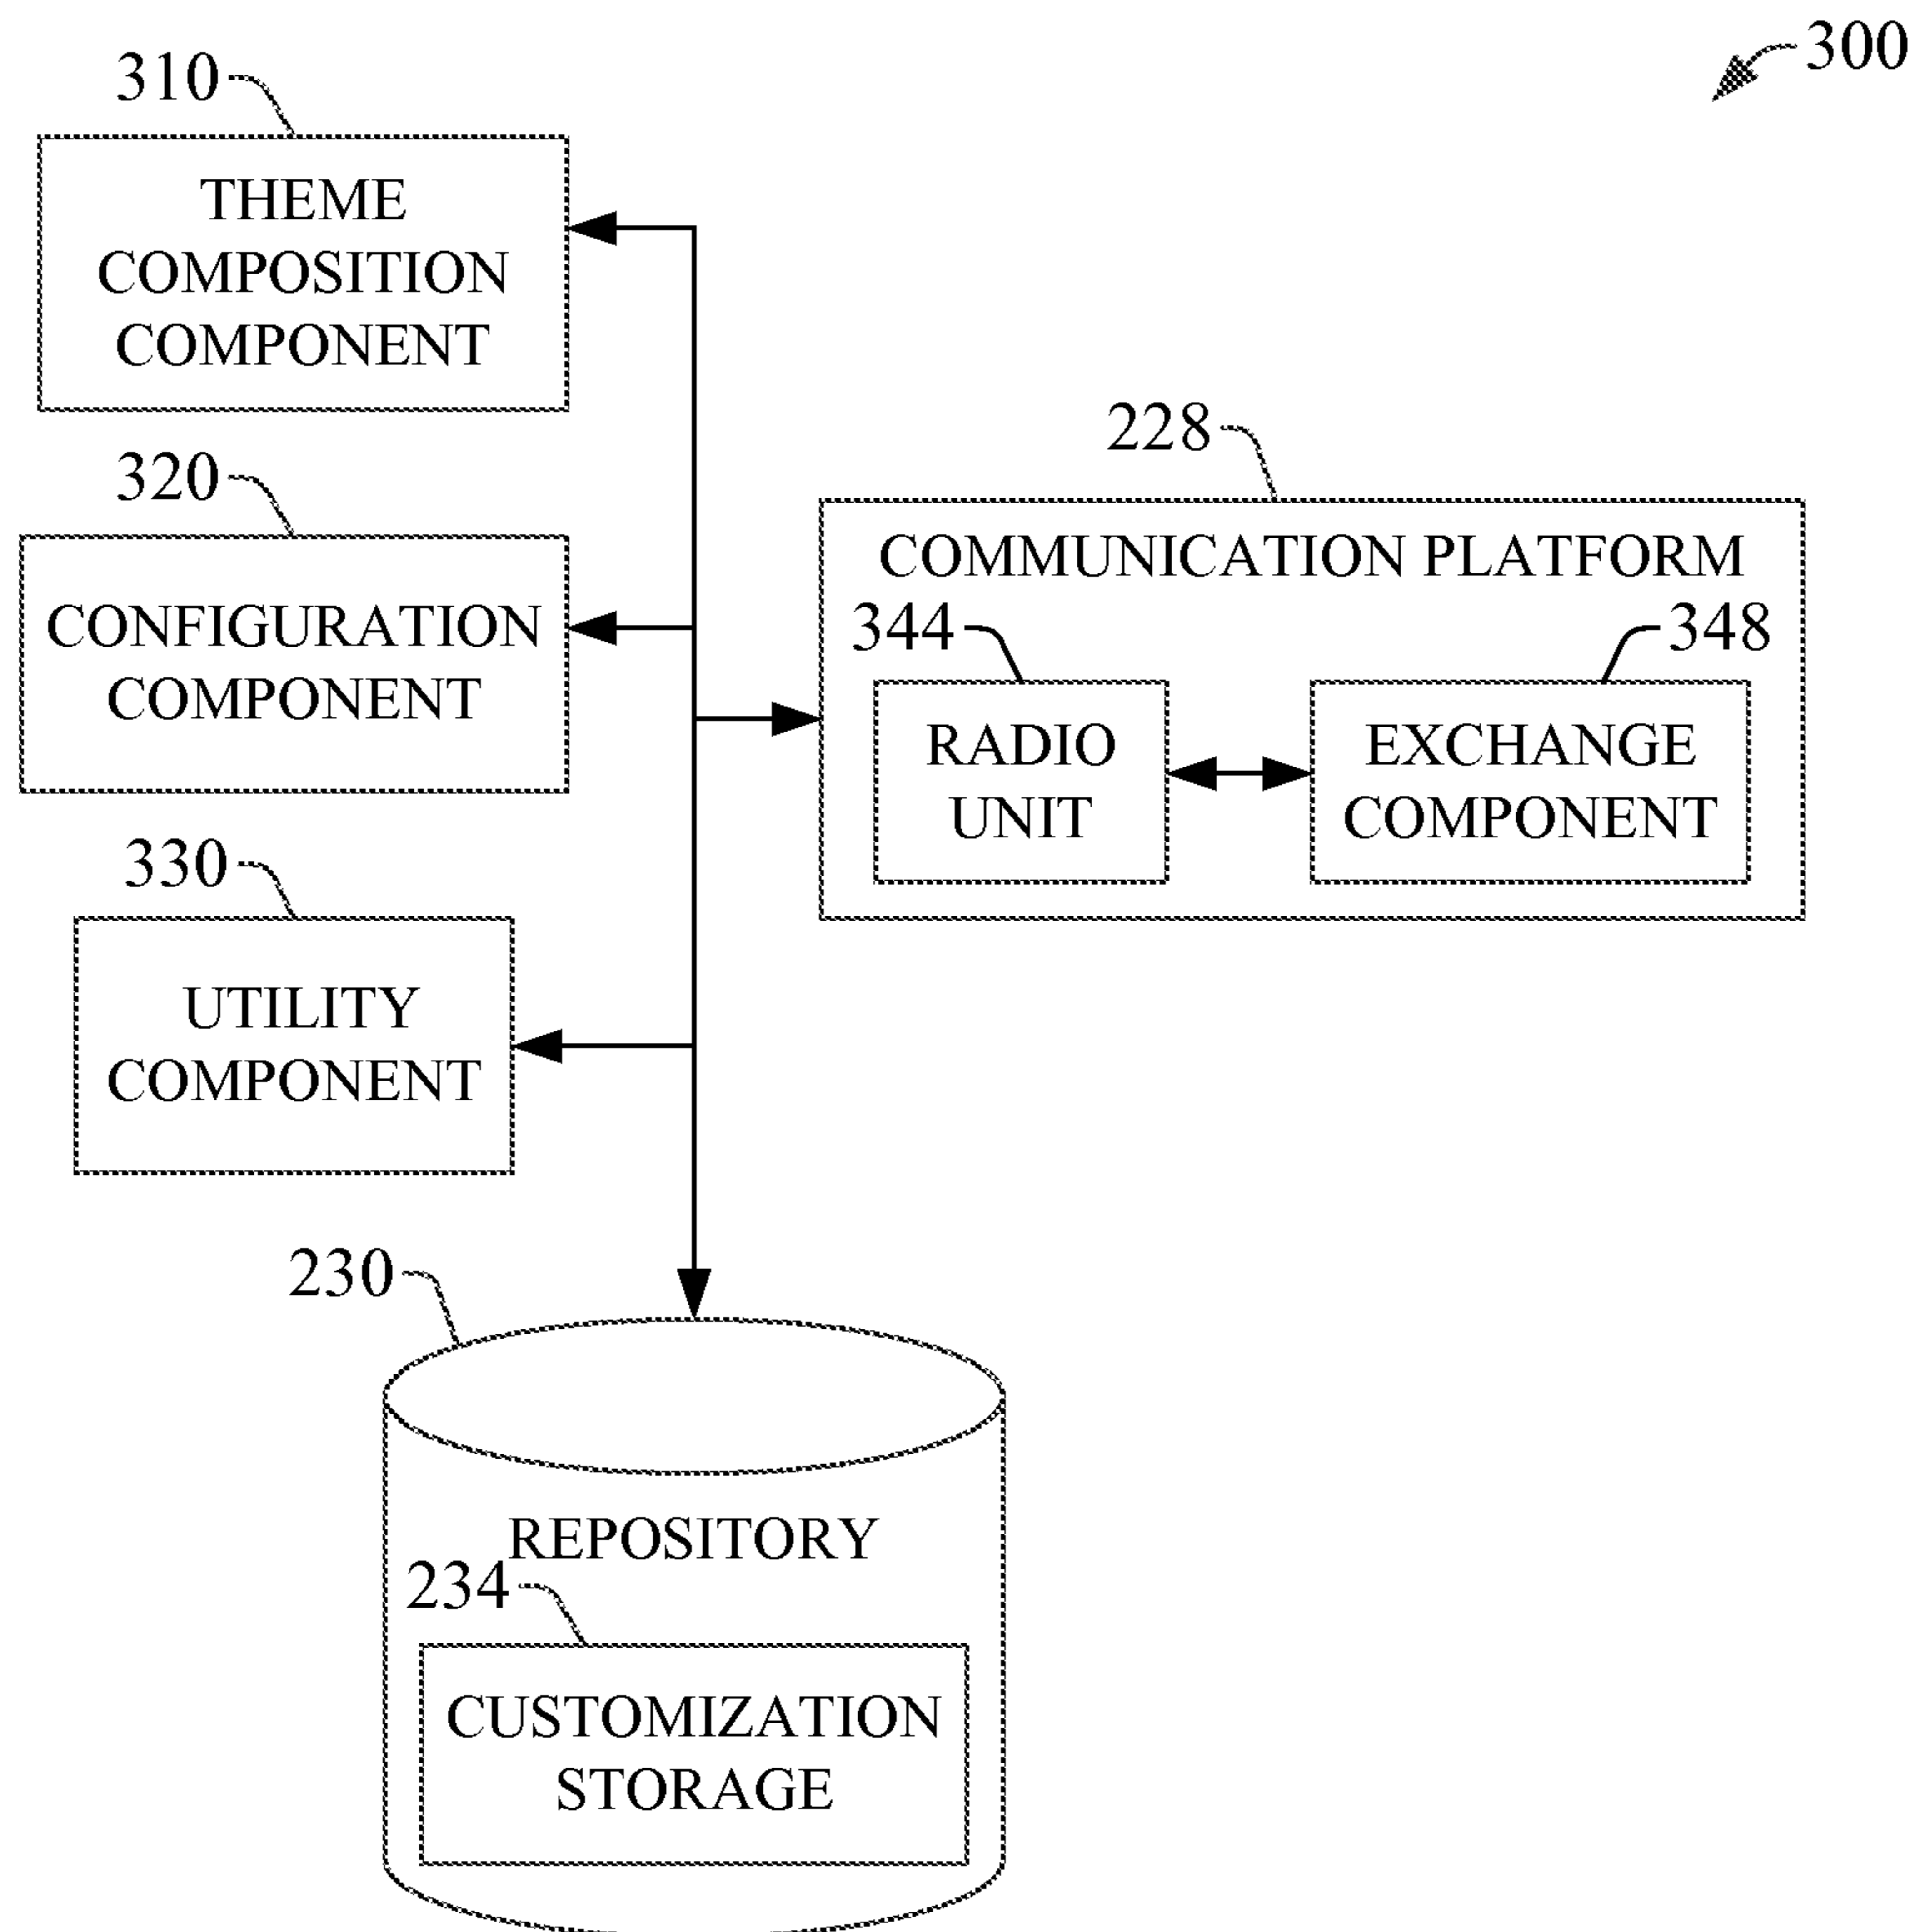 300
310
THEME
COMPOSITION
COMPONENT
228
320
COMMUNICATION PLATFORM
344
348
CONFIGURATION
COMPONENT
RADIO
UNIT
EXCHANGE
COMPONENT
330
UTILITY
COMPONENT
230
REPOSITORY
234
CUSTOMIZATION
STORAGE